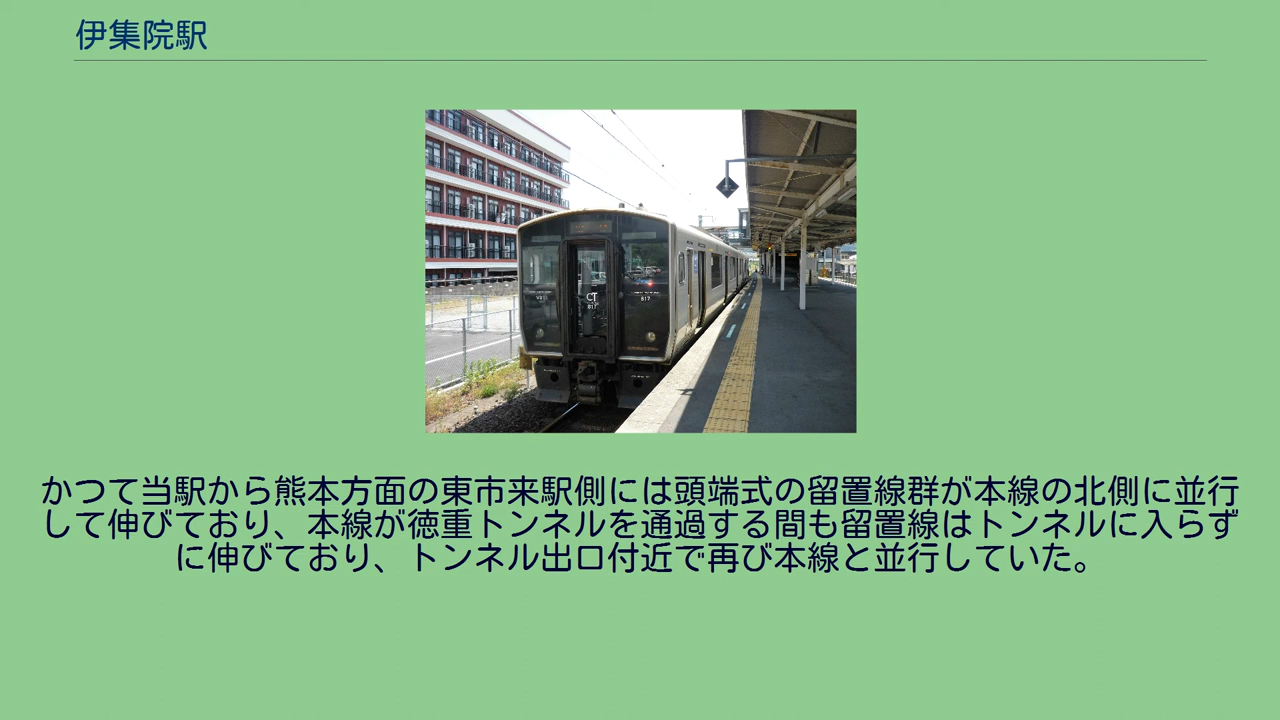 伊集院駅
CT
817
817
かつて当駅から熊本方面の東市来駅側には頭端式の留置線群が本線の北側に並行
して伸びており、本線が徳重トンネルを通過する間も留置線はトンネルに入らず
に伸びており、トンネル出口付近で再び本線と並行していた。